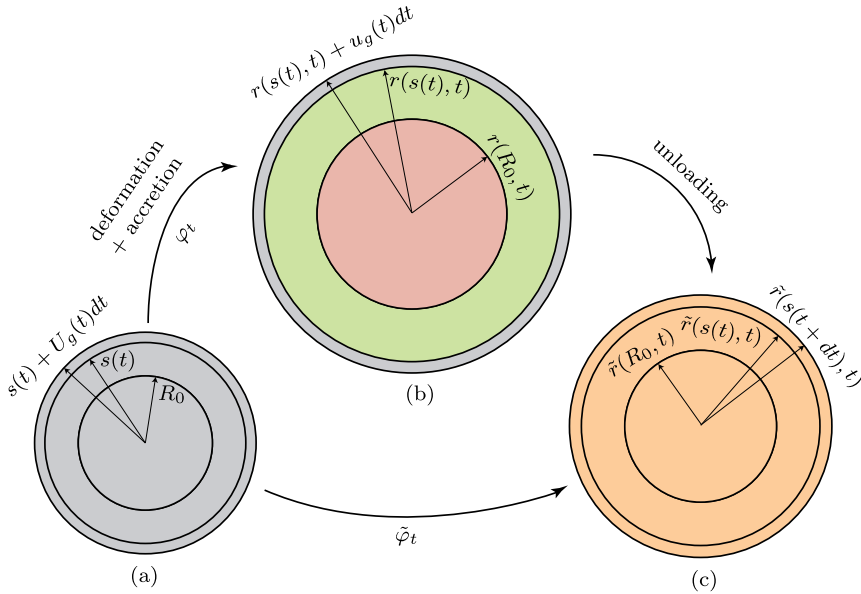 r(s(t), t) + u_g(t)dt
r(s(t), t)
r(R_0, t)
deformation
+ accretion
φ_t
unloading
(b)
s(t) + U_g(t)dt
s(t)
R_0
(a)
r̃(s(t + dt), t)
r̃(s(t), t)
r̃(R_0, t)
(c)
φ̃_t